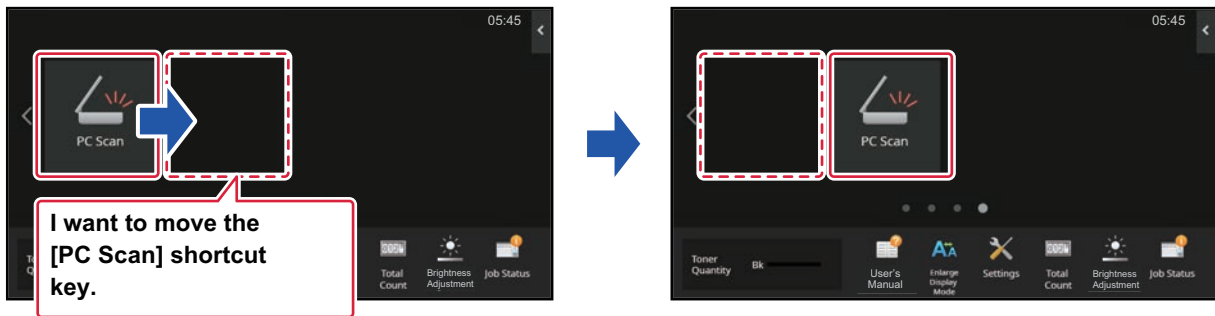 05:45
PC Scan
I want to move the
[PC Scan] shortcut
key.
Total
Count
Brightness
Adjustment
Job Status
05:45
PC Scan
Toner
Quantity
Bk
User's
Manual
Enlarge
Display
Mode
Settings
Total
Count
Brightness
Adjustment
Job Status